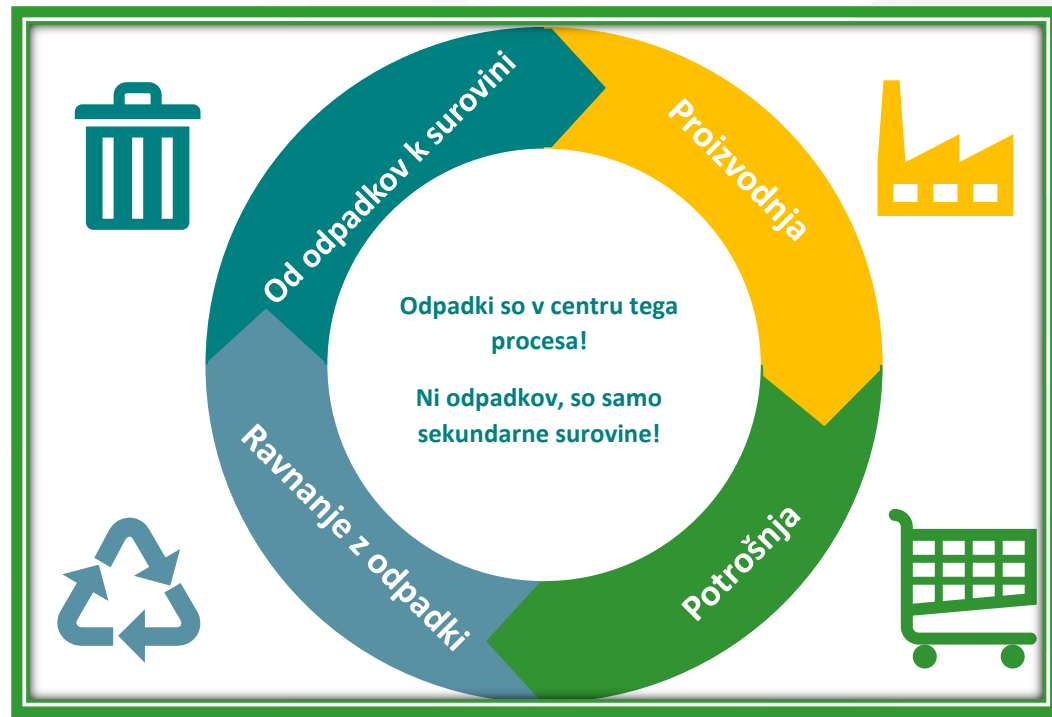 Od odpadkov k surovini
Proizvodnja
Odpadki so v centru tega
procesa!
Ni odpadkov, so samo
sekundarne surovine!
Ravnanje z odpadki
Potrošnja